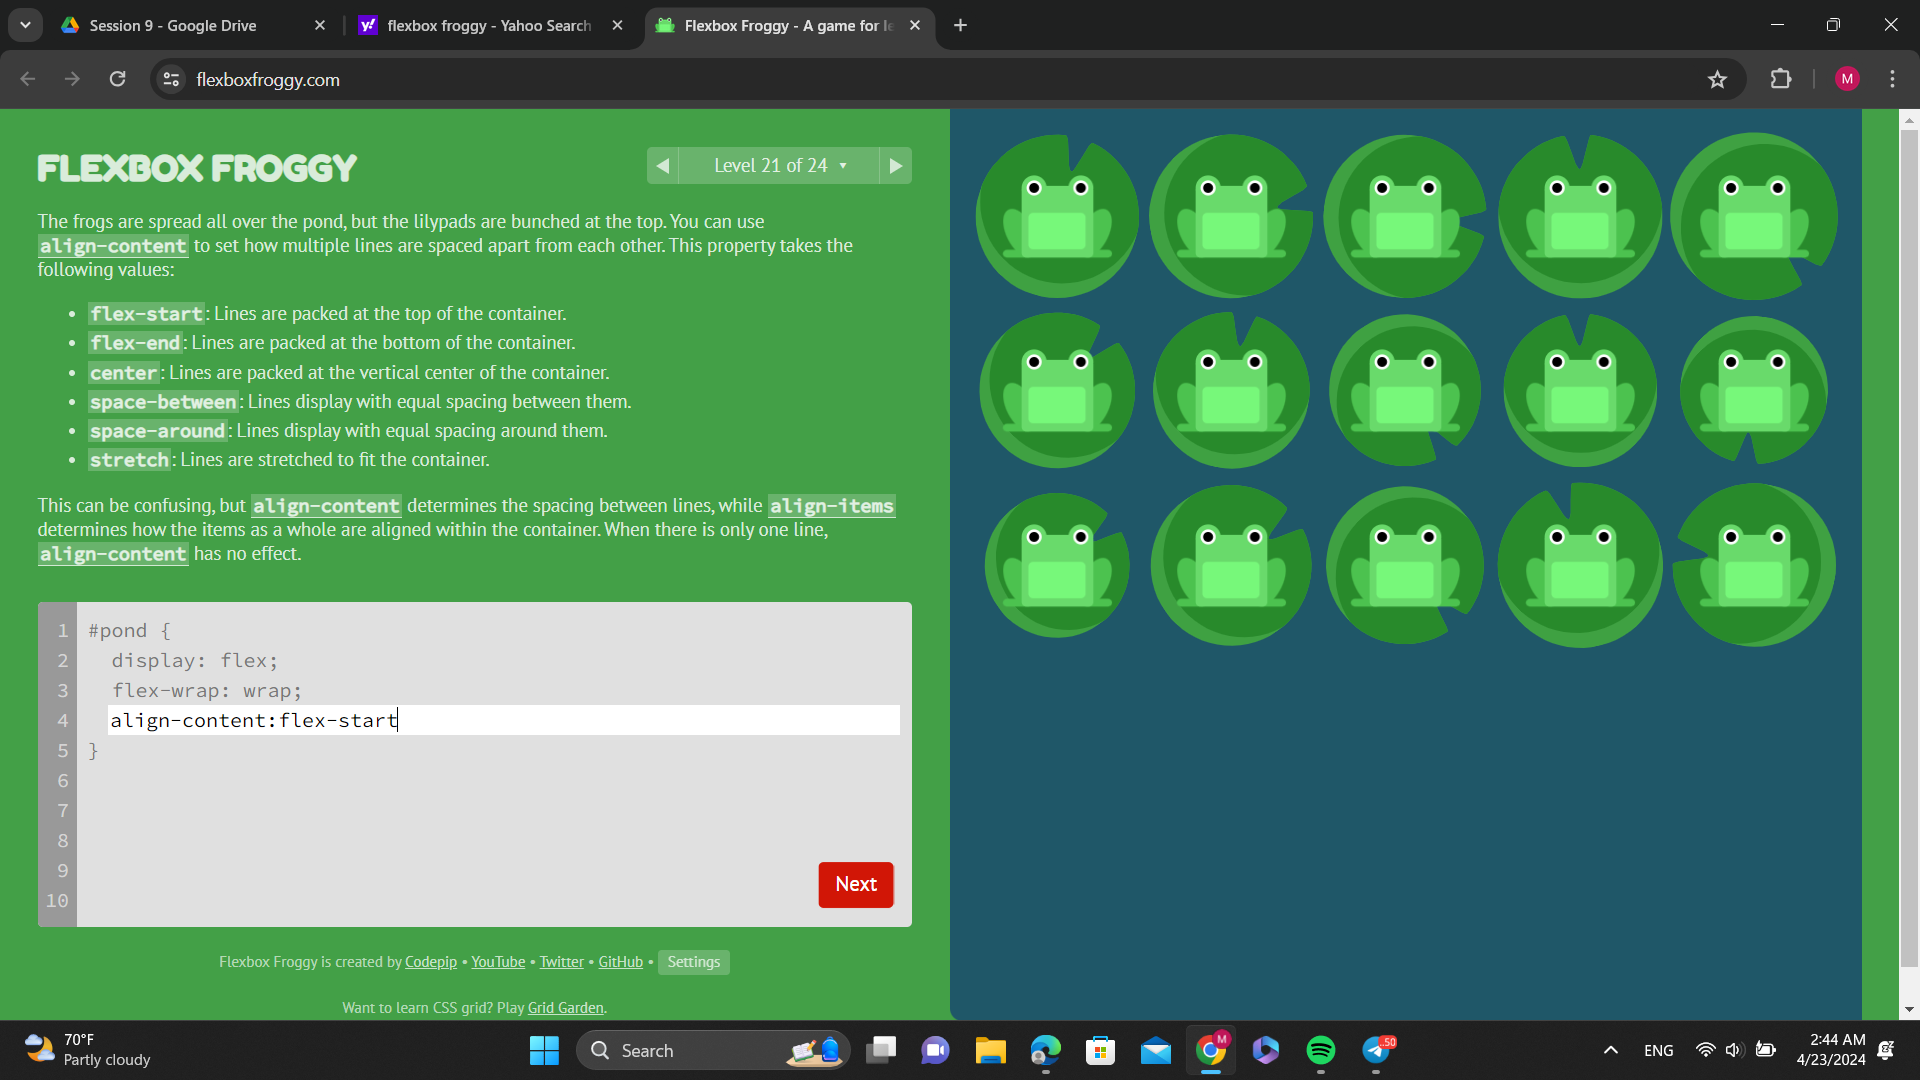 Session 9 - Google Drive
flexbox froggy - Yahoo Search
Flexbox Froggy - A game for le
flexboxfroggy.com
M
FLEXBOX FROGGY
Level 21 of 24
The frogs are spread all over the pond, but the lilypads are bunched at the top. You can use
align-content to set how multiple lines are spaced apart from each other. This property takes the
following values:
• flex-start: Lines are packed at the top of the container.
• flex-end: Lines are packed at the bottom of the container.
• center: Lines are packed at the vertical center of the container.
• space-between: Lines display with equal spacing between them.
• space-around: Lines display with equal spacing around them.
• stretch: Lines are stretched to fit the container.
This can be confusing, but align-content determines the spacing between lines, while align-items
determines how the items as a whole are aligned within the container. When there is only one line,
align-content has no effect.
1 #pond {
2 display: flex;
3 flex-wrap: wrap;
4 align-content:flex-start
5 }
6
7
8
9
10
Next
Flexbox Froggy is created by Codepip • YouTube • Twitter • GitHub • Settings
Want to learn CSS grid? Play Grid Garden.
70°F
Partly cloudy
Search
M
50
ENG
2:44 AM
4/23/2024